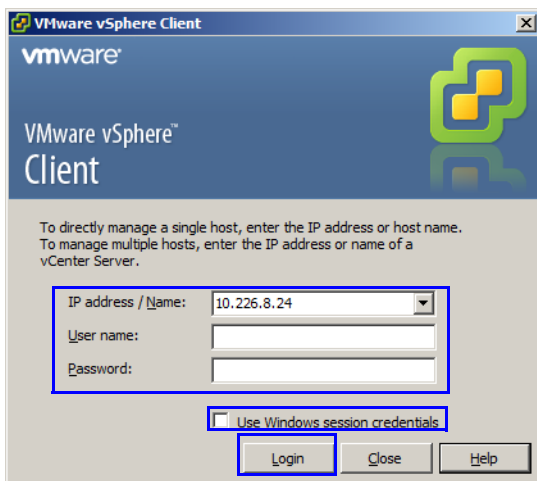 VMware vSphere Client
vmware®
VMware vSphere™
Client
To directly manage a single host, enter the IP address or host name.
To manage multiple hosts, enter the IP address or name of a
vCenter Server.
IP address / Name: 10.226.8.24
User name:
Password:
Use Windows session credentials
Login Close Help